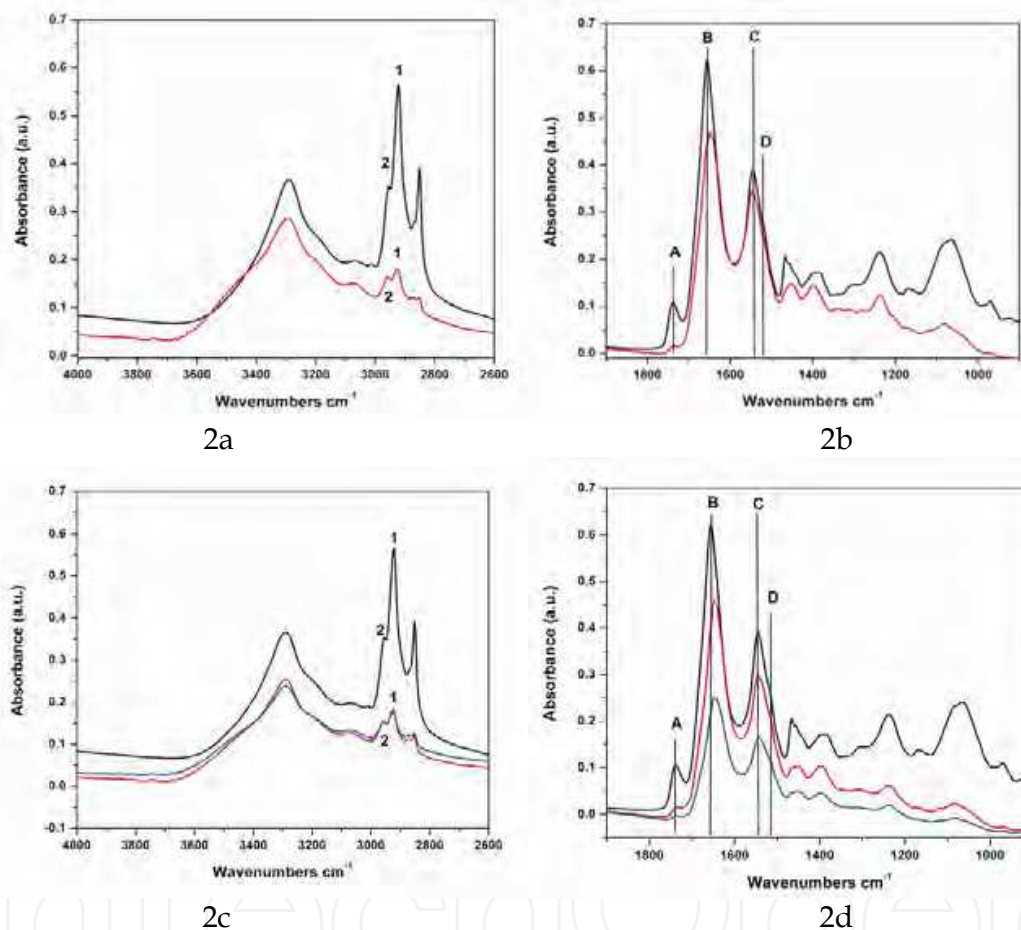 0.7
0.6
0.5
0.4
0.3
0.2
0.1
0.0
Absorbance (a.u.)
1
2
1
2
4000 3800 3600 3400 3200 3000 2800 2600
Wavenumbers cm-1
2a
0.7
0.6
0.5
0.4
0.3
0.2
0.1
0.0
Absorbance (a.u.)
A
B
C
D
1800 1600 1400 1200 1000
Wavenumbers cm-1
2b
0.7
0.6
0.5
0.4
0.3
0.2
0.1
0.0
-0.1
Absorbance (a.u.)
1
2
1
2
4000 3800 3600 3400 3200 3000 2800 2600
Wavenumbers cm-1
2c
0.7
0.6
0.5
0.4
0.3
0.2
0.1
0.0
Absorbance (a.u.)
A
B
C
D
1800 1600 1400 1200 1000
Wavenumbers cm-1
2d